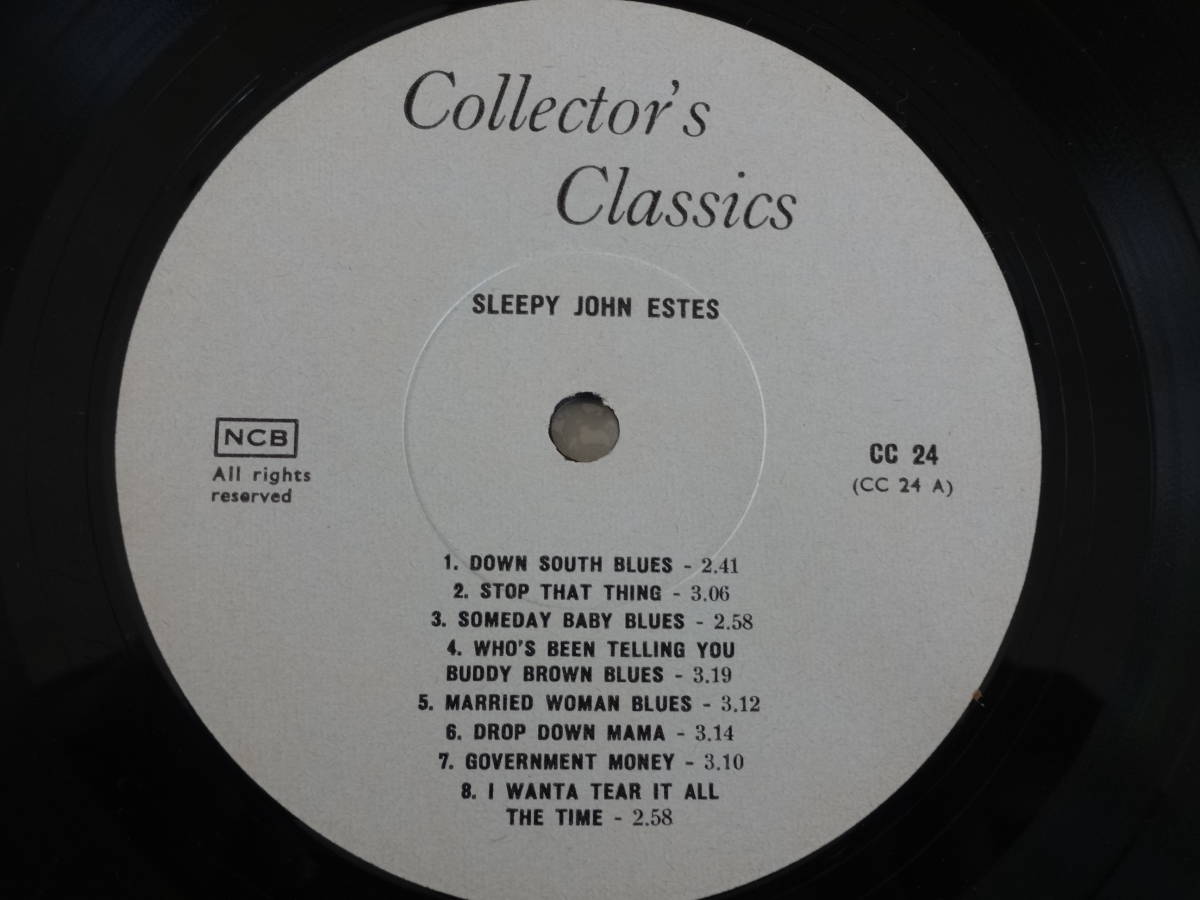 Collector's
Classics
SLEEPY JOHN ESTES
NCB
All rights
reserved
CC 24
(CC 24 A)
1. DOWN SOUTH BLUES - 2.41
2. STOP THAT THING - 3.06
3. SOMEDAY BABY BLUES - 2.58
4. WHO'S BEEN TELLING YOU
BUDDY BROWN BLUES - 3.19
5. MARRIED WOMAN BLUES - 3.12
6. DROP DOWN MAMA - 3.14
7. GOVERNMENT MONEY - 3.10
8. I WANTA TEAR IT ALL
THE TIME - 2.58